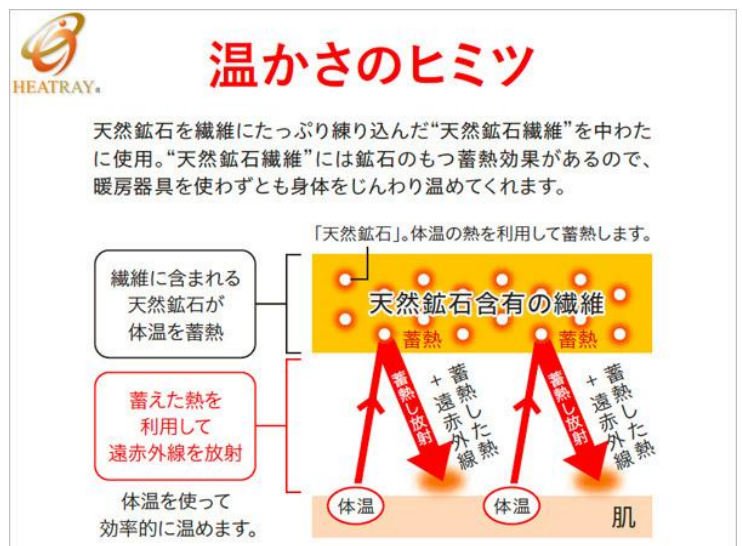 HEATRAY®
温かさのヒミツ
天然鉱石を繊維にたっぷり練り込んだ“天然鉱石繊維”を中わた
に使用。“天然鉱石繊維”には鉱石のもつ蓄熱効果があるので、
暖房器具を使わずとも身体をじんわり温めてくれます。
「天然鉱石」。体温の熱を利用して蓄熱します。
繊維に含まれる
天然鉱石が
体温を蓄熱
天然鉱石含有の繊維
蓄熱
蓄熱
蓄えた熱を
利用して
遠赤外線を放射
蓄熱し放射
蓄熱した熱
+遠赤外線
蓄熱し放射
蓄熱した熱
+遠赤外線
体温を使って
効率的に温めます。
体温
体温
肌